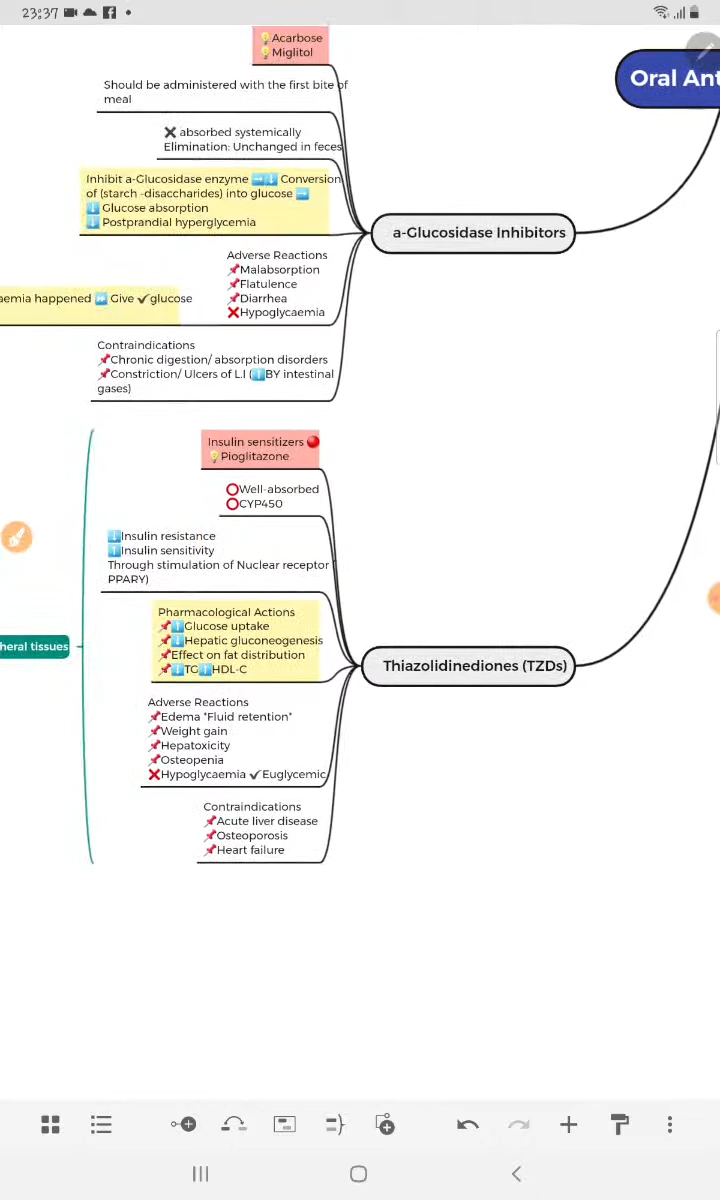 23:37
Acarbose
Miglitol
Should be administered with the first bite of
meal
❌ absorbed systemically
Elimination: Unchanged in feces
Inhibit a-Glucosidase enzyme ➡️⬇️ Conversion
of (starch -disaccharides) into glucose ➡️
⬇️ Glucose absorption
⬇️ Postprandial hyperglycemia
Adverse Reactions
📌Malabsorption
📌Flatulence
📌Diarrhea
❌Hypoglycaemia
aemia happened ➡️ Give ✔glucose
Contraindications
📌Chronic digestion/ absorption disorders
📌Constriction/ Ulcers of L.I (⬆️BY intestinal
gases)
a-Glucosidase Inhibitors
Oral Ant
Insulin sensitizers 🔴
💡Pioglitazone
⭕Well-absorbed
⭕CYP450
⬇️Insulin resistance
⬆️Insulin sensitivity
Through stimulation of Nuclear receptor
PPARY)
Pharmacological Actions
📌⬆️Glucose uptake
📌⬇️Hepatic gluconeogenesis
📌Effect on fat distribution
📌⬇️TG⬆️HDL-C
heral tissues
Adverse Reactions
📌Edema "Fluid retention"
📌Weight gain
📌Hepatoxicity
📌Osteopenia
❌Hypoglycaemia ✔Euglycemic
Contraindications
📌Acute liver disease
📌Osteoporosis
📌Heart failure
Thiazolidinediones (TZDs)